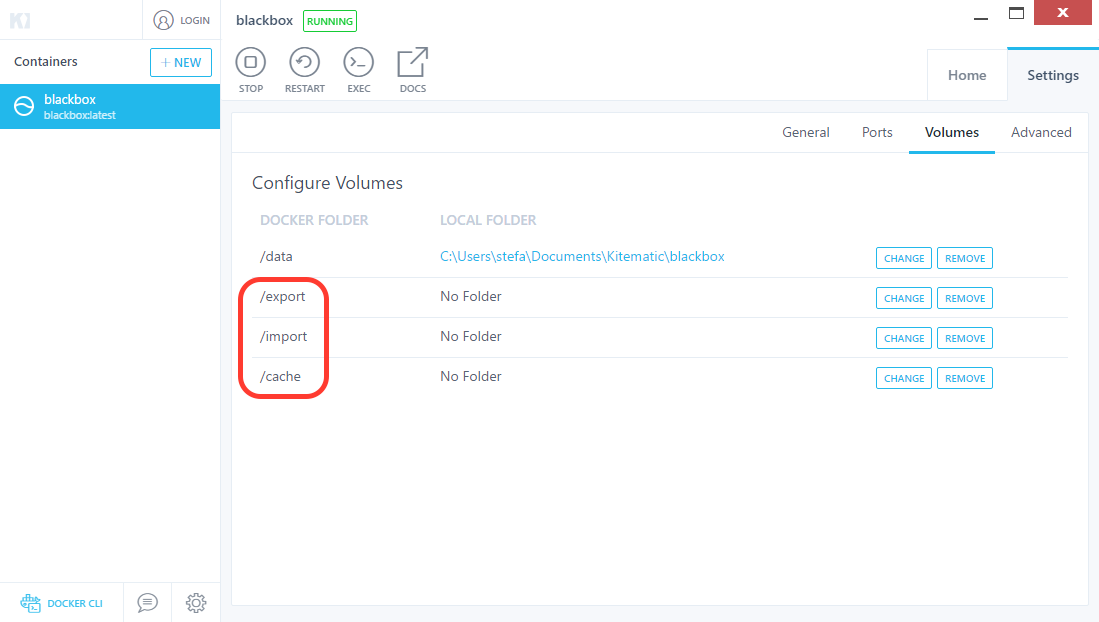 LOGIN
blackbox RUNNING
Containers
+ NEW
blackbox
blackbox:latest
STOP RESTART EXEC DOCS
Home Settings
General Ports Volumes Advanced
Configure Volumes
DOCKER FOLDER LOCAL FOLDER
/data C:\Users\stefa\Documents\Kitematic\blackbox CHANGE REMOVE
/export No Folder CHANGE REMOVE
/import No Folder CHANGE REMOVE
/cache No Folder CHANGE REMOVE
DOCKER CLI